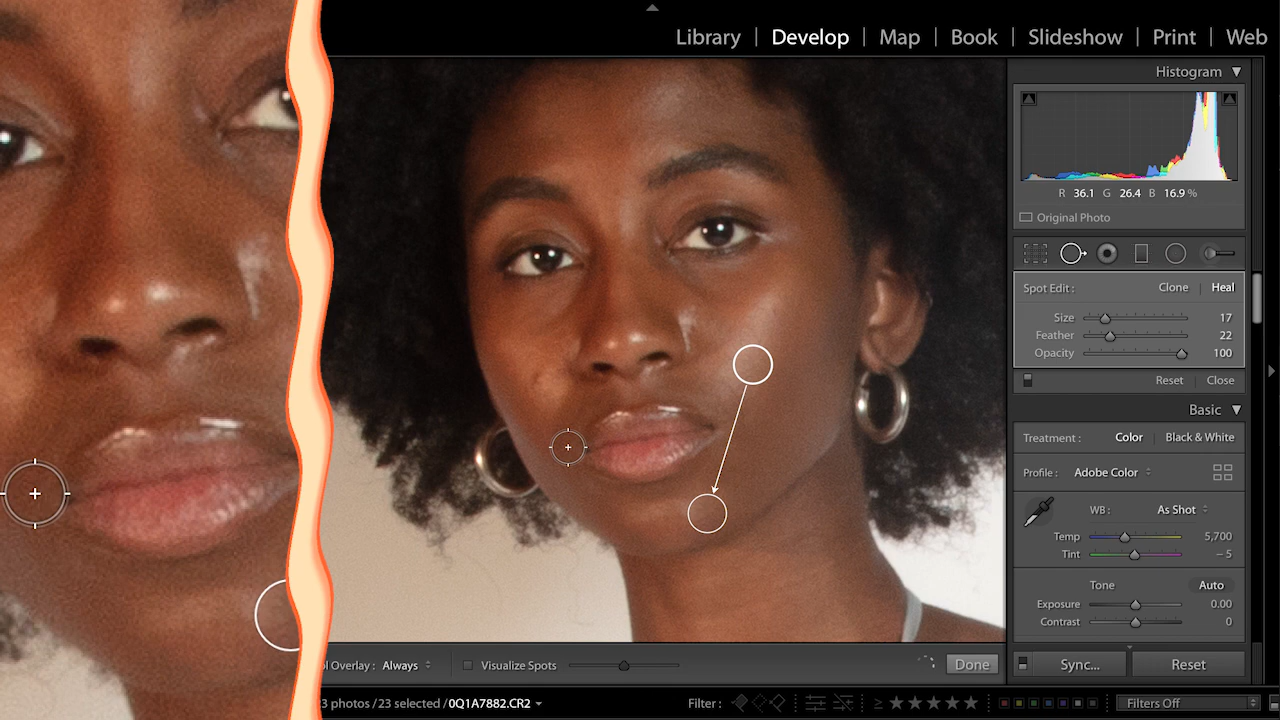 Library | Develop | Map | Book | Slideshow | Print | Web
Histogram
R 36.1 G 26.4 B 16.9 %
Original Photo
Spot Edit : Clone | Heal
Size 17
Feather 22
Opacity 100
Reset | Close
Basic
Treatment : Color | Black & White
Profile : Adobe Color
WB : As Shot
Temp 5,700
Tint – 5
Tone Auto
Exposure 0.00
Contrast 0
Overlay : Always Visualize Spots Done
Sync... Reset
3 photos / 23 selected / 0Q1A7882.CR2 Filter : ≥ Filters Off